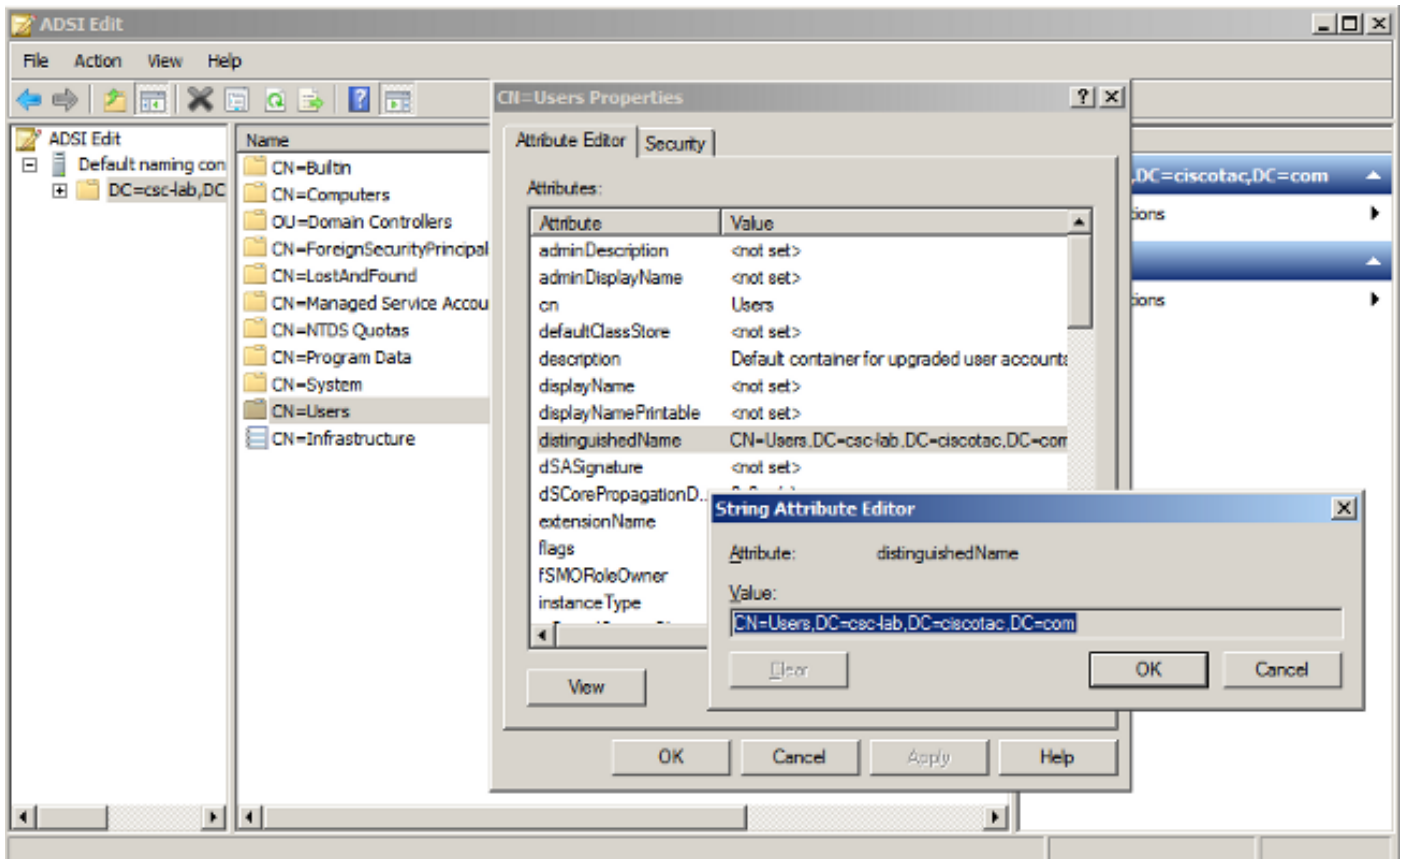 ADSI Edit
File Action View Help
ADSI Edit
Default naming con
DC=csc-lab,DC
Name
CN=Builtin
CN=Computers
OU=Domain Controllers
CN=ForeignSecurityPrincipal
CN=LostAndFound
CN=Managed Service Accou
CN=NTDS Quotas
CN=Program Data
CN=System
CN=Users
CN=Infrastructure
,DC=ciscotac,DC=com
ions
ions
CN=Users Properties
Attribute Editor Security
Attributes:
Attribute Value
adminDescription <not set>
adminDisplayName <not set>
cn Users
defaultClassStore <not set>
description Default container for upgraded user accounts
displayName <not set>
displayNamePrintable <not set>
distinguishedName CN=Users,DC=csc-lab,DC=ciscotac,DC=com
dSASignature <not set>
dSCorePropagationD...
extensionName
flags
fSMORoleOwner
instanceType
View
OK Cancel Apply Help
String Attribute Editor
Attribute: distinguishedName
Value:
CN=Users,DC=csc-lab,DC=ciscotac,DC=com
Clear OK Cancel